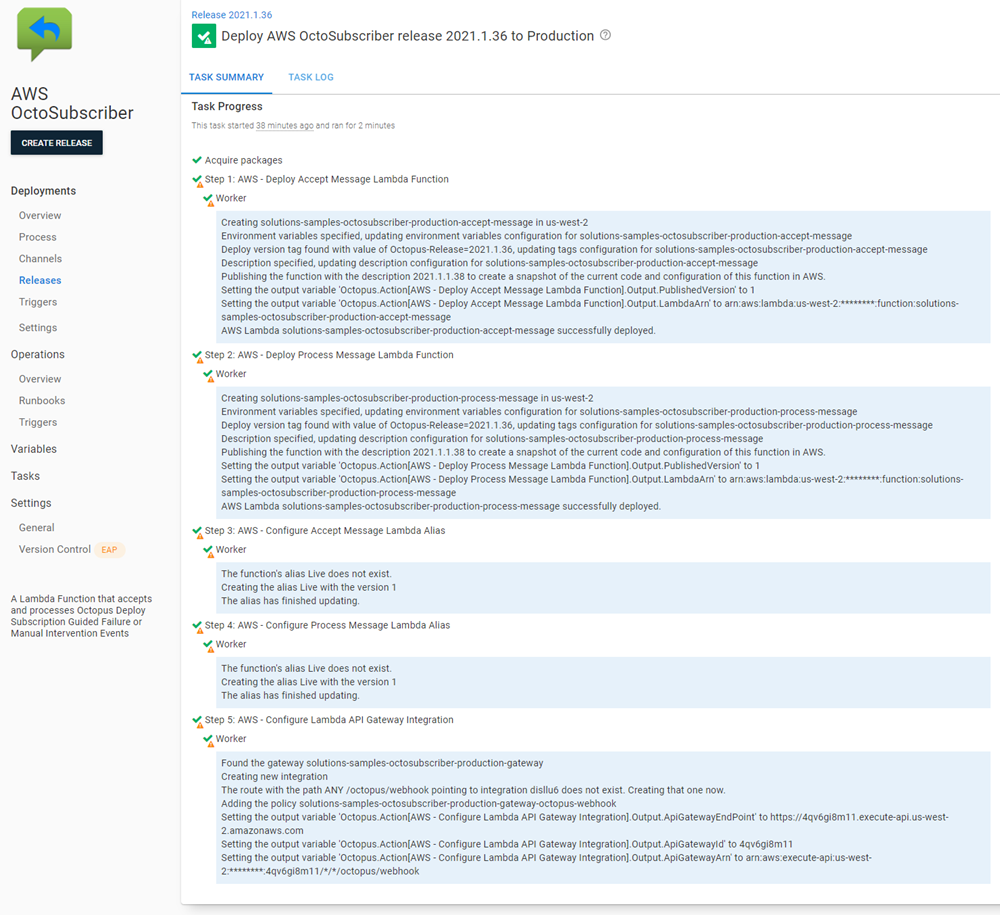 AWS
OctoSubscriber
CREATE RELEASE
Deployments
Overview
Process
Channels
Releases
Triggers
Settings
Operations
Overview
Runbooks
Triggers
Variables
Tasks
Settings
General
Version Control EAP
A Lambda Function that accepts
and processes Octopus Deploy
Subscription Guided Failure or
Manual Intervention Events
Release 2021.1.36
Deploy AWS OctoSubscriber release 2021.1.36 to Production
TASK SUMMARY TASK LOG
Task Progress
This task started 38 minutes ago and ran for 2 minutes
Acquire packages
Step 1: AWS - Deploy Accept Message Lambda Function
Worker
Creating solutions-samples-octosubscriber-production-accept-message in us-west-2
Environment variables specified, updating environment variables configuration for solutions-samples-octosubscriber-production-accept-message
Deploy version tag found with value of Octopus-Release=2021.1.36, updating tags configuration for solutions-samples-octosubscriber-production-accept-message
Description specified, updating description configuration for solutions-samples-octosubscriber-production-accept-message
Publishing the function with the description 2021.1.1.38 to create a snapshot of the current code and configuration of this function in AWS.
Setting the output variable 'Octopus.Action[AWS - Deploy Accept Message Lambda Function].Output.PublishedVersion' to 1
Setting the output variable 'Octopus.Action[AWS - Deploy Accept Message Lambda Function].Output.LambdaArn' to arn:aws:lambda:us-west-2:********:function:solutions-
samples-octosubscriber-production-accept-message
AWS Lambda solutions-samples-octosubscriber-production-accept-message successfully deployed.
Step 2: AWS - Deploy Process Message Lambda Function
Worker
Creating solutions-samples-octosubscriber-production-process-message in us-west-2
Environment variables specified, updating environment variables configuration for solutions-samples-octosubscriber-production-process-message
Deploy version tag found with value of Octopus-Release=2021.1.36, updating tags configuration for solutions-samples-octosubscriber-production-process-message
Description specified, updating description configuration for solutions-samples-octosubscriber-production-process-message
Publishing the function with the description 2021.1.1.38 to create a snapshot of the current code and configuration of this function in AWS.
Setting the output variable 'Octopus.Action[AWS - Deploy Process Message Lambda Function].Output.PublishedVersion' to 1
Setting the output variable 'Octopus.Action[AWS - Deploy Process Message Lambda Function].Output.LambdaArn' to arn:aws:lambda:us-west-2:********:function:solutions-
samples-octosubscriber-production-process-message
AWS Lambda solutions-samples-octosubscriber-production-process-message successfully deployed.
Step 3: AWS - Configure Accept Message Lambda Alias
Worker
The function's alias Live does not exist.
Creating the alias Live with the version 1
The alias has finished updating.
Step 4: AWS - Configure Process Message Lambda Alias
Worker
The function's alias Live does not exist.
Creating the alias Live with the version 1
The alias has finished updating.
Step 5: AWS - Configure Lambda API Gateway Integration
Worker
Found the gateway solutions-samples-octosubscriber-production-gateway
Creating new integration
The route with the path ANY /octopus/webhook pointing to integration disllu6 does not exist. Creating that one now.
Adding the policy solutions-samples-octosubscriber-production-gateway-octopus-webhook
Setting the output variable 'Octopus.Action[AWS - Configure Lambda API Gateway Integration].Output.ApiGatewayEndPoint' to https://4qv6gi8m11.execute-api.us-west-
2.amazonaws.com
Setting the output variable 'Octopus.Action[AWS - Configure Lambda API Gateway Integration].Output.ApiGatewayId' to 4qv6gi8m11
Setting the output variable 'Octopus.Action[AWS - Configure Lambda API Gateway Integration].Output.ApiGatewayArn' to arn:aws:execute-api:us-west-
2:********:4qv6gi8m11/*/*/octopus/webhook